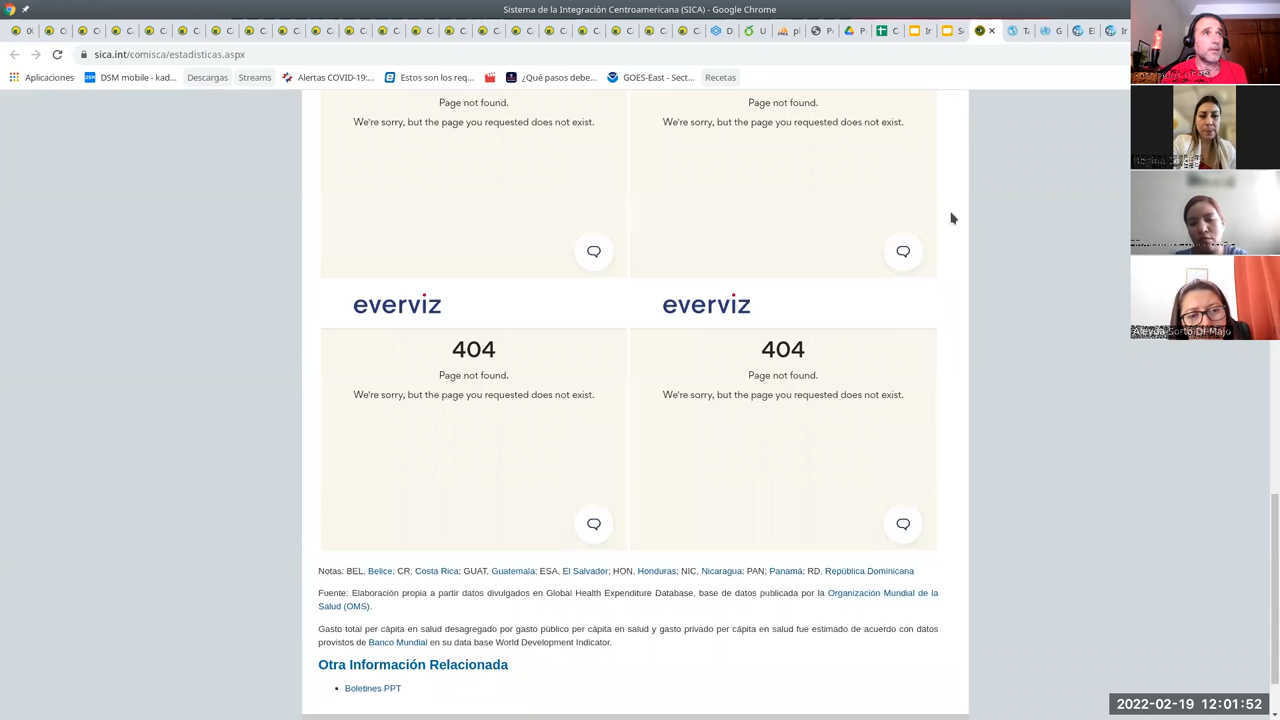 Sistema de la Integración Centroamericana (SICA) - Google Chrome
sica.int/comisca/estadisticas.aspx
Aplicaciones DSM mobile - kad... Descargas Streams Alertas COVID-19:... Estos son los req... ¿Qué pasos debe... GOES-East - Sect... Recetas
Page not found. Page not found.
We're sorry, but the page you requested does not exist. We're sorry, but the page you requested does not exist.
everviz everviz
404 404
Page not found. Page not found.
We're sorry, but the page you requested does not exist. We're sorry, but the page you requested does not exist.
Notas: BEL, Belice; CR, Costa Rica; GUAT, Guatemala; ESA, El Salvador; HON, Honduras; NIC, Nicaragua; PAN; Panamá; RD, República Dominicana
Fuente: Elaboración propia a partir datos divulgados en Global Health Expenditure Database, base de datos publicada por la Organización Mundial de la
Salud (OMS).
Gasto total per cápita en salud desagregado por gasto público per cápita en salud y gasto privado per cápita en salud fue estimado de acuerdo con datos
provistos de Banco Mundial en su data base World Development Indicator.
Otra Información Relacionada
Boletines PPT
Aleyda Sorto Di Majo
2022-02-19 12:01:52